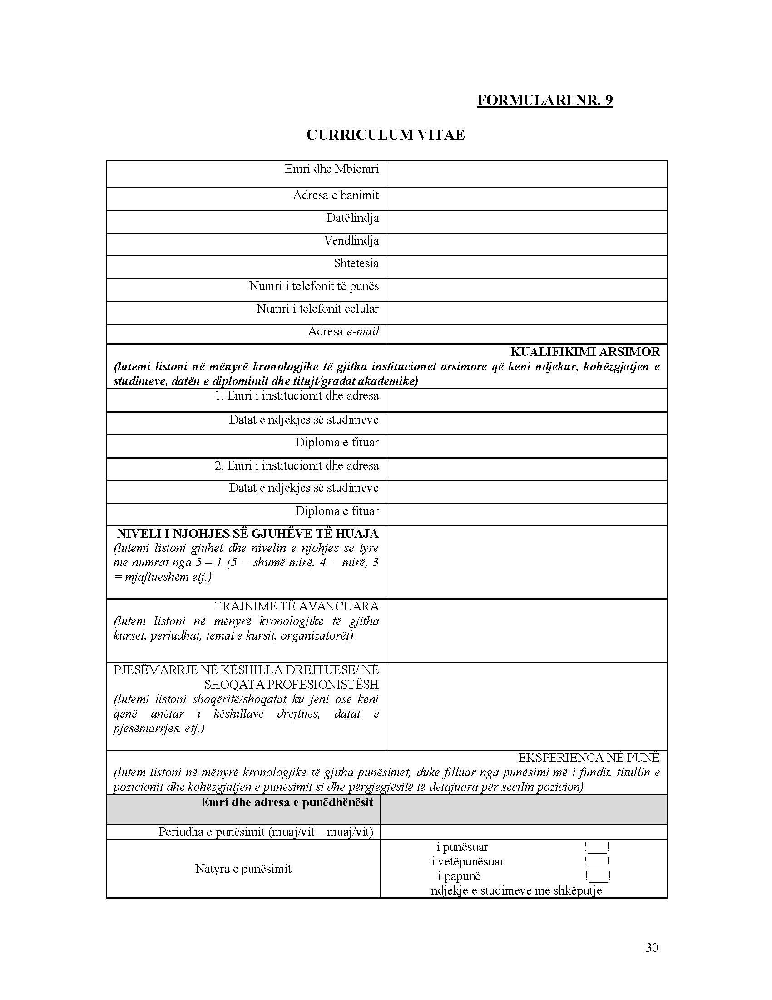 FORMULARI NR. 9
CURRICULUM VITAE
Emri dhe Mbiemri
Adresa e banimit
Datëlindja
Vendlindja
Shtetësia
Numri i telefonit të punës
Numri i telefonit celular
Adresa e-mail
KUALIFIKIMI ARSIMOR
(lutemi listoni në mënyrë kronologjike të gjitha institucionet arsimore që keni ndjekur, kohëzgjatjen e
studimeve, datën e diplomimit dhe titujt/gradat akademike)
1. Emri i institucionit dhe adresa
Datat e ndjekjes së studimeve
Diploma e fituar
2. Emri i institucionit dhe adresa
Datat e ndjekjes së studimeve
Diploma e fituar
NIVELI I NJOHJES SË GJUHËVE TË HUAJA
(lutemi listoni gjuhët dhe nivelin e njohjes së tyre
me numrat nga 5 – 1 (5 = shumë mirë, 4 = mirë, 3
= mjaftueshëm etj.)
TRAJNIME TË AVANCUARA
(lutem listoni në mënyrë kronologjike të gjitha
kurset, periudhat, temat e kursit, organizatorët)
PJESËMARRJE NË KËSHILLA DREJTUESE/ NË
SHOQATA PROFESIONISTËSH
(lutemi listoni shoqëritë/shoqatat ku jeni ose keni
qenë anëtar i këshillave drejtues, datat e
pjesëmarrjes, etj.)
EKSPERIENCA NË PUNË
(lutem listoni në mënyrë kronologjike të gjitha punësimet, duke filluar nga punësimi më i fundit, titullin e
pozicionit dhe kohëzgjatjen e punësimit si dhe përgjegjësitë të detajuara për secilin pozicion)
Emri dhe adresa e punëdhënësit
Periudha e punësimit (muaj/vit – muaj/vit)
Natyra e punësimit
i punësuar !___!
i vetëpunësuar !___!
i papunë !___!
ndjekje e studimeve me shkëputje
30